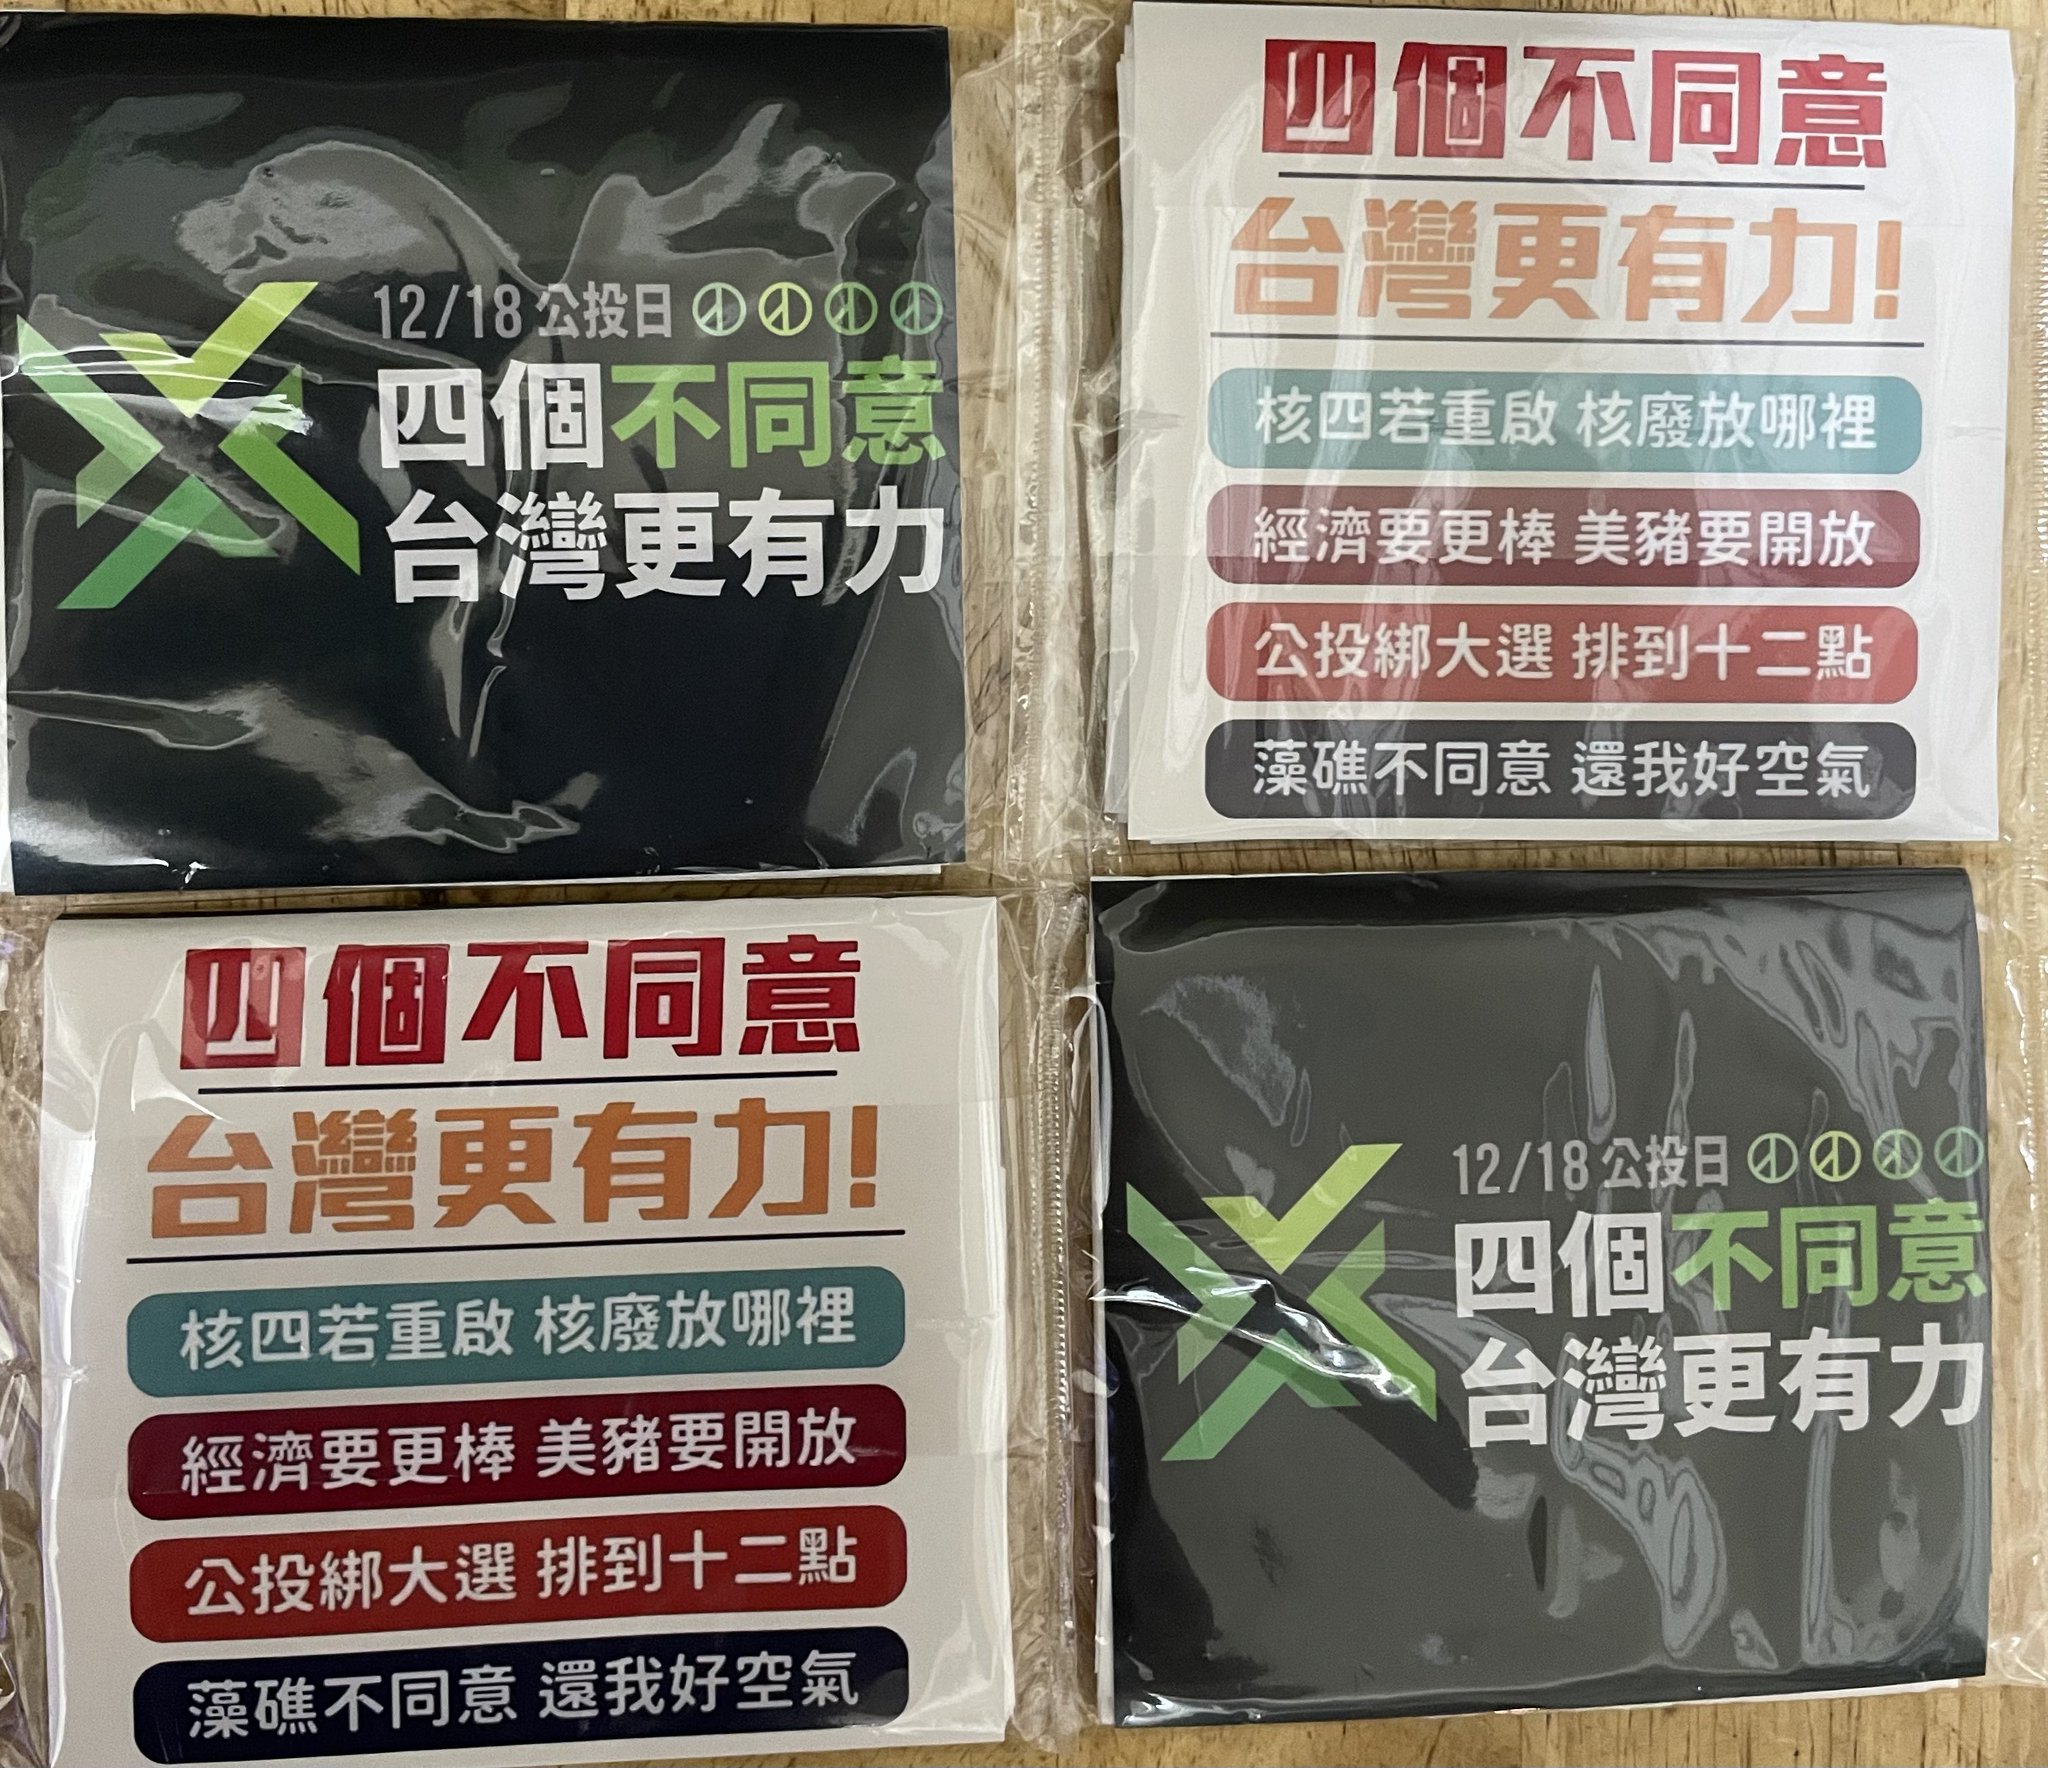 12/18公投日
四個不同意
台灣更有力
四個不同意
台灣更有力!
核四若重啟 核廢放哪裡
經濟要更棒 美豬要開放
公投綁大選 排到十二點
藻礁不同意 還我好空氣
四個不同意
台灣更有力!
核四若重啟 核廢放哪裡
經濟要更棒 美豬要開放
公投綁大選 排到十二點
藻礁不同意 還我好空氣
12/18公投日
四個不同意
台灣更有力